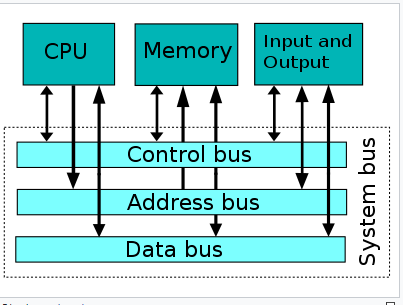 CPU
Memory
Input and
Output
Control bus
Address bus
Data bus
System bus